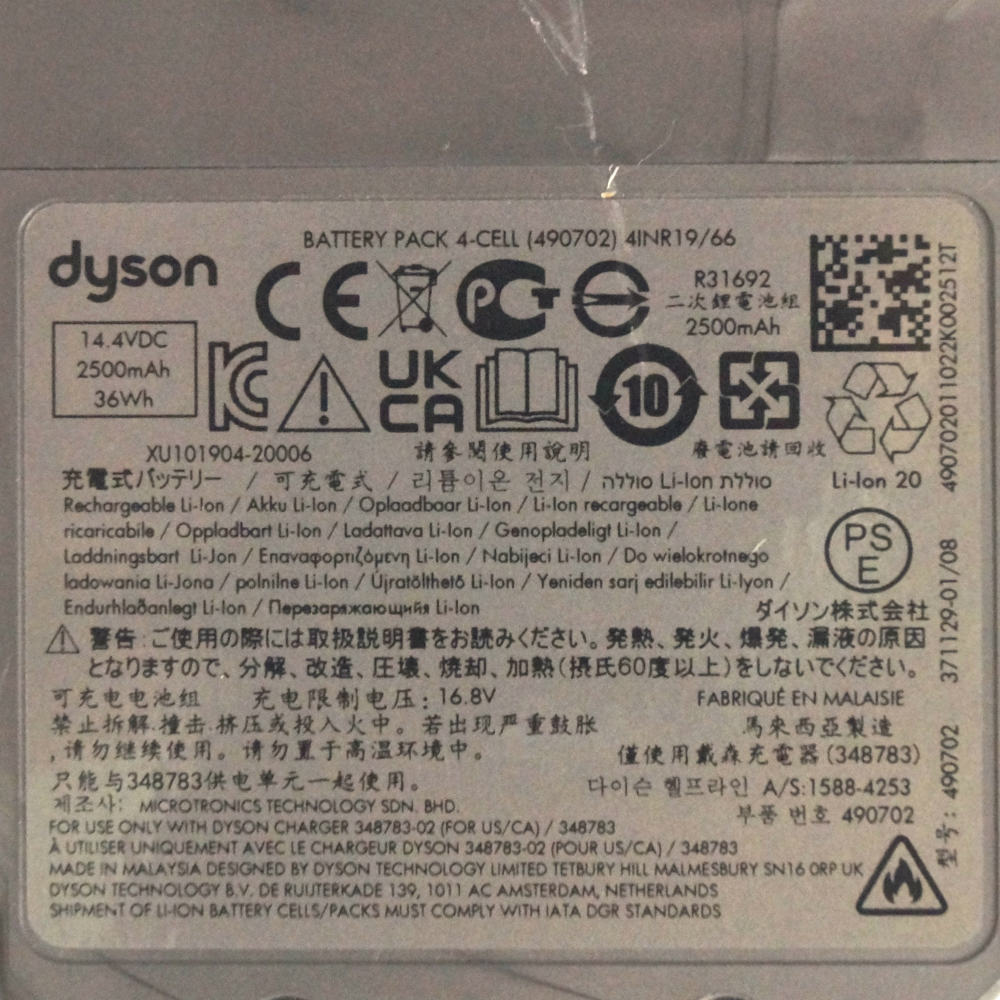 BATTERY PACK 4-CELL (490702) 4INR19/66
dyson
14.4VDC
2500mAh
36Wh
R31692
二次鋰電池組
2500mAh
UK
CA
10
XU101904-20006
請參閱使用說明
廢電池請回收
充電式バッテリー / 可充電式 / 리튬이온 전지 / סוללת Li-Ion סוללה
Li-Ion 20
Rechargeable Li-Ion / Akku Li-Ion / Oplaadbaar Li-Ion / Li-Ion recargeable / Li-Ione
ricaricabile / Oppladbart Li-Ion / Ladattava Li-Ion / Genopladeligt Li-Ion /
Laddningsbart Li-Jon / Επαναφορτιζόμενη Li-Ion / Nabíjecí Li-Ion / Do wielokrotnego
ładowania Li-Jona / polnilne Li-Ion / Újratölthető Li-Ion / Yeniden sarj edilebilir Li-Iyon /
Endurhlaðanlegt Li-Ion / Перезаряжающийя Li-Ion
PS
E
ダイソン株式会社
警告:ご使用の際には取扱説明書をお読みください。発熱、発火、爆発、漏液の原因
となりますので、分解、改造、圧壊、焼却、加熱(摂氏60度以上)をしないでください。
可充电电池组 充电限制电压: 16.8V
禁止拆解.撞击.挤压或投入火中。若出现严重鼓胀
,请勿继续使用。请勿置于高温环境中。
只能与348783供电单元一起使用。
FABRIQUÉ EN MALAISIE
馬來西亞製造
僅使用戴森充電器(348783)
다이슨 헬프라인 A/S:1588-4253
부품 번호 490702
제조사: MICROTRONICS TECHNOLOGY SDN. BHD.
FOR USE ONLY WITH DYSON CHARGER 348783-02 (FOR US/CA) / 348783
À UTILISER UNIQUEMENT AVEC LE CHARGEUR DYSON 348783-02 (POUR US/CA) / 348783
MADE IN MALAYSIA DESIGNED BY DYSON TECHNOLOGY LIMITED TETBURY HILL MALMESBURY SN16 0RP UK
DYSON TECHNOLOGY B.V. DE RUIJTERKADE 139, 1011 AC AMSTERDAM, NETHERLANDS
SHIPMENT OF LI-ION BATTERY CELLS/PACKS MUST COMPLY WITH IATA DGR STANDARDS
型号: 490702 371129-01/08 490702011022K002512T